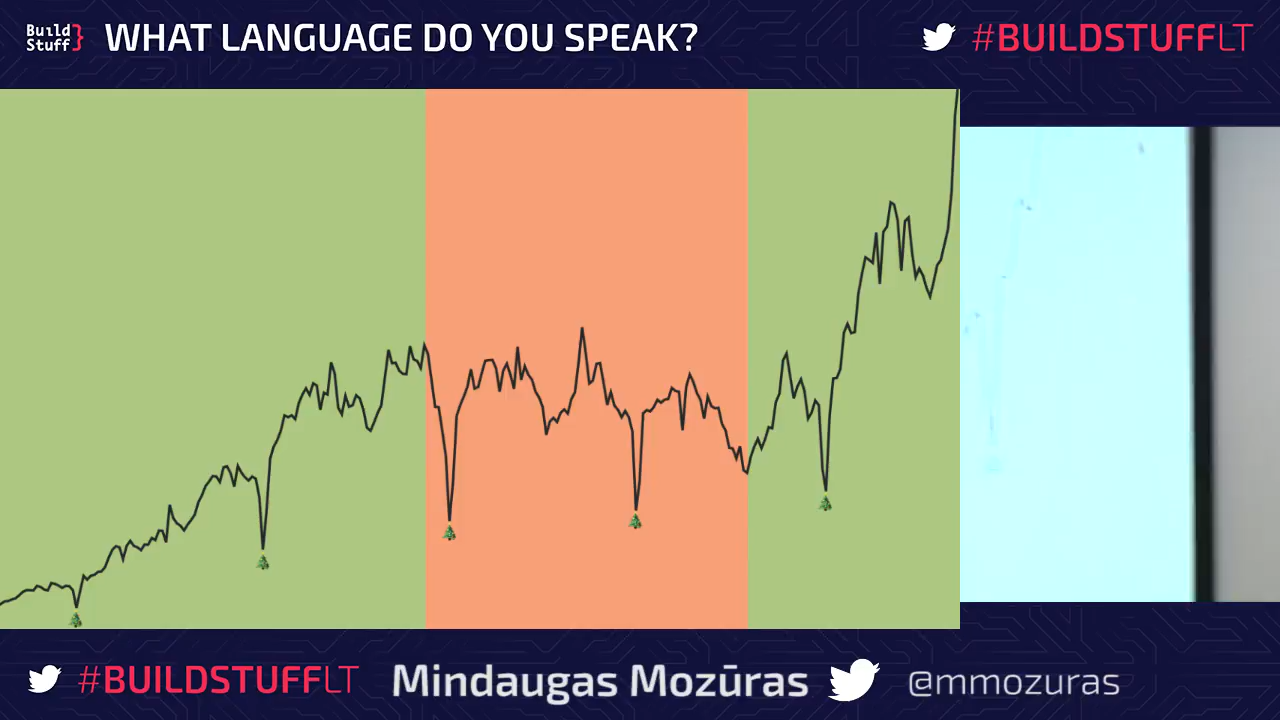 Build
Stuff}
WHAT LANGUAGE DO YOU SPEAK?
#BUILDSTUFFLT
#BUILDSTUFFLT
Mindaugas Mozūras
@mmozuras